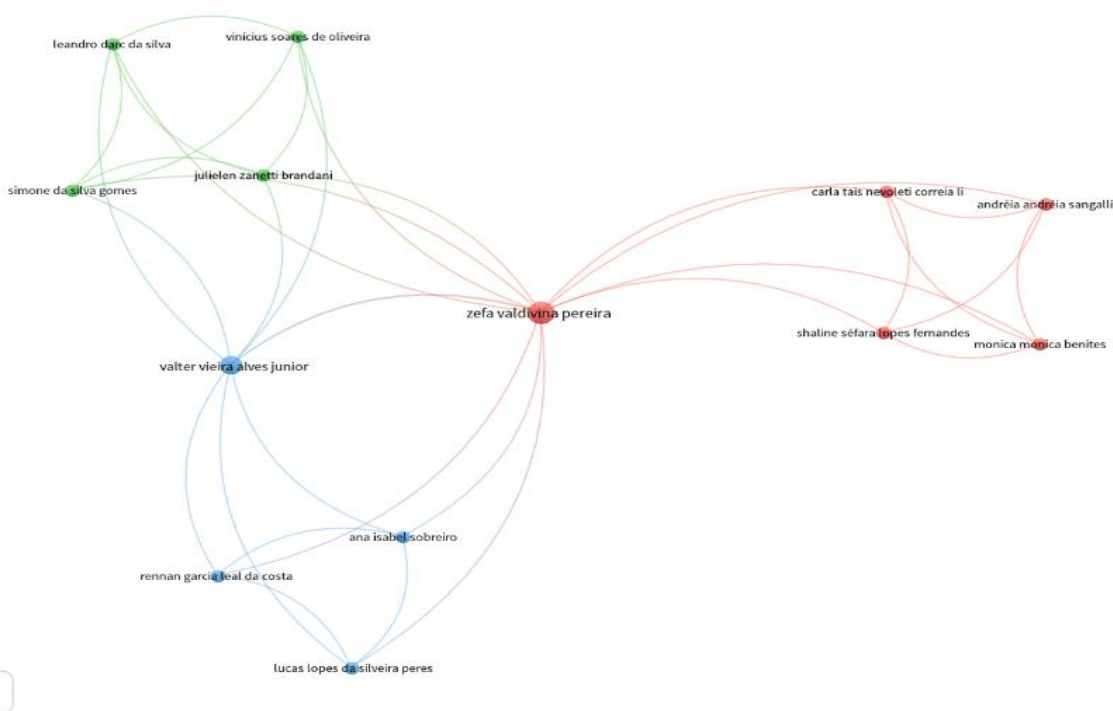 leandro darc da silva
vinícius soares de oliveira
simone da silva gomes
julielen zanetti brandani
carla tais nevoleti correia li
andréia andréia sangalli
zefa valdivina pereira
shaline séfara lopes fernandes
monica monica benites
valter vieira alves junior
ana isabel sobreiro
rennan garcia leal da costa
lucas lopes da silveira peres